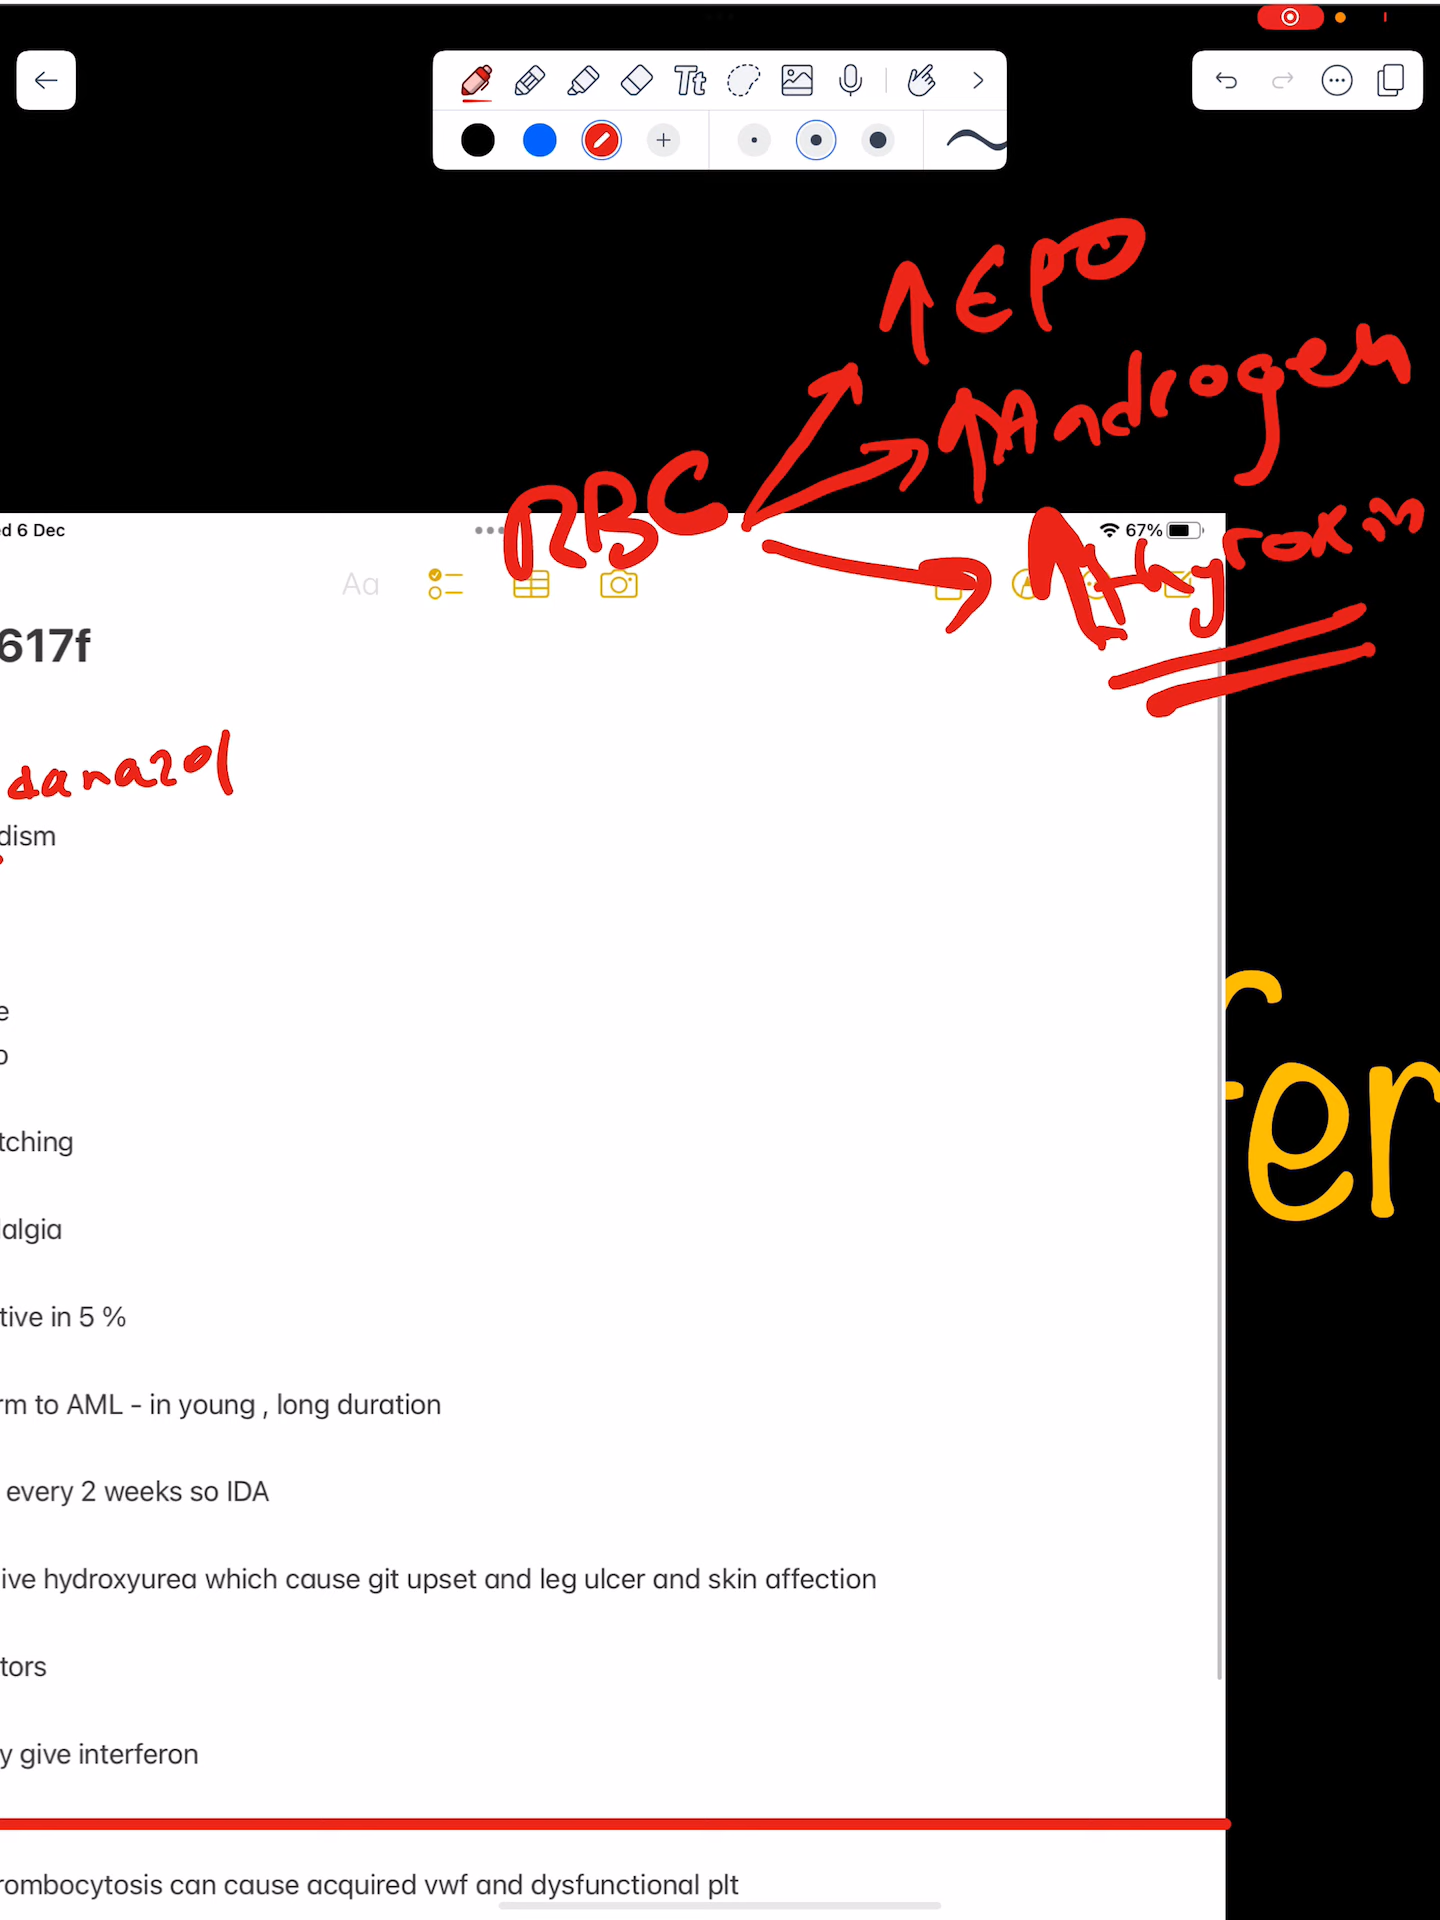 Tt
↑ EPO
↑ Androgen
RBC
↑ thyroxin
d 6 Dec
67%
Aa
617f
danazol
dism
e
tching
algia
tive in 5 %
rm to AML - in young , long duration
every 2 weeks so IDA
ive hydroxyurea which cause git upset and leg ulcer and skin affection
tors
y give interferon
rombocytosis can cause acquired vwf and dysfunctional plt
fer